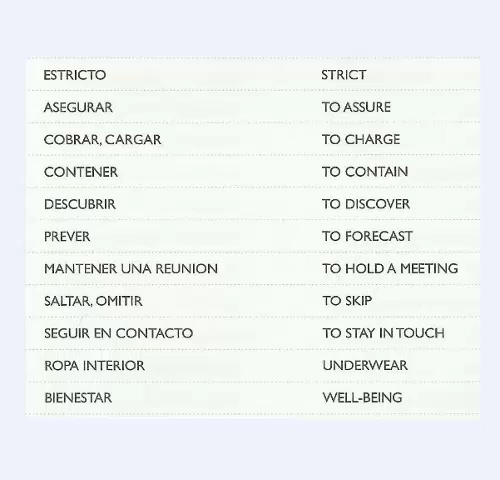 ESTRICTO STRICT
ASEGURAR TO ASSURE
COBRAR, CARGAR TO CHARGE
CONTENER TO CONTAIN
DESCUBRIR TO DISCOVER
PREVER TO FORECAST
MANTENER UNA REUNION TO HOLD A MEETING
SALTAR, OMITIR TO SKIP
SEGUIR EN CONTACTO TO STAY IN TOUCH
ROPA INTERIOR UNDERWEAR
BIENESTAR WELL-BEING